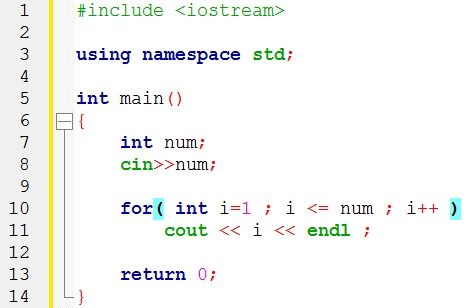 1 #include <iostream>
2
3 using namespace std;
4
5 int main()
6 {
7 int num;
8 cin>>num;
9
10 for( int i=1 ; i <= num ; i++ )
11 cout << i << endl ;
12
13 return 0;
14 }